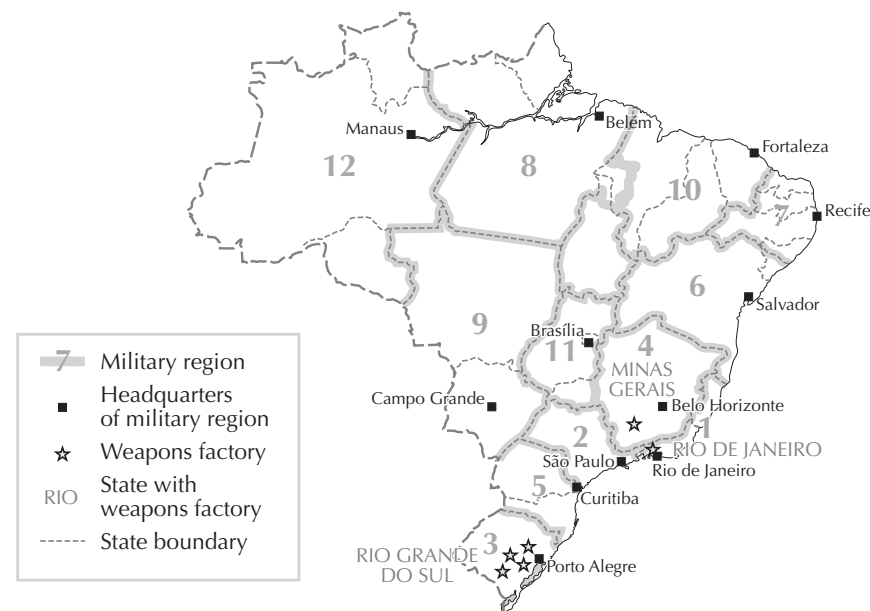 Manaus
Belém
Fortaleza
12
8
10
7
Recife
6
Salvador
9
Brasília
11
4
MINAS
GERAIS
Campo Grande
Belo Horizonte
2
1
RIO DE JANEIRO
São Paulo
Rio de Janeiro
5
Curitiba
3
RIO GRANDE
DO SUL
Porto Alegre
7 Military region
Headquarters
of military region
Weapons factory
RIO State with
weapons factory
State boundary